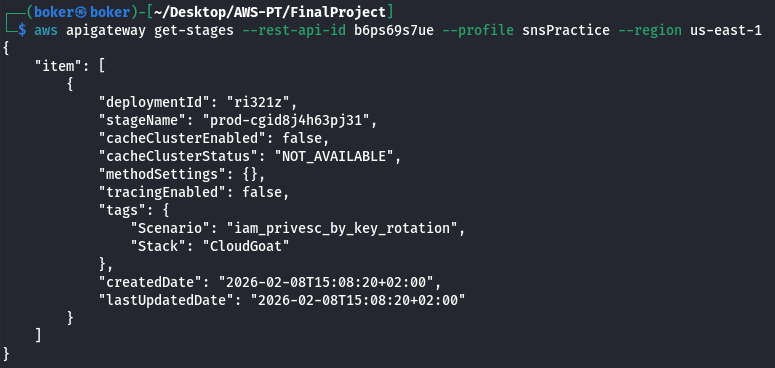 ┌──(boker㉿boker)-[~/Desktop/AWS-PT/FinalProject]
└─$ aws apigateway get-stages --rest-api-id b6ps69s7ue --profile snsPractice --region us-east-1
{
    "item": [
        {
            "deploymentId": "ri321z",
            "stageName": "prod-cgid8j4h63pj31",
            "cacheClusterEnabled": false,
            "cacheClusterStatus": "NOT_AVAILABLE",
            "methodSettings": {},
            "tracingEnabled": false,
            "tags": {
                "Scenario": "iam_privesc_by_key_rotation",
                "Stack": "CloudGoat"
            },
            "createdDate": "2026-02-08T15:08:20+02:00",
            "lastUpdatedDate": "2026-02-08T15:08:20+02:00"
        }
    ]
}